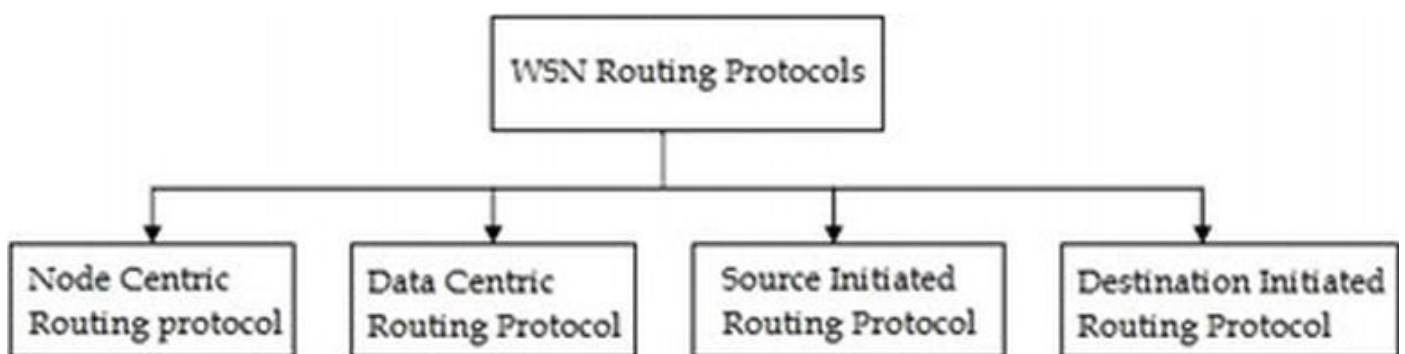 WSN Routing Protocols
Node Centric
Routing protocol
Data Centric
Routing Protocol
Source Initiated
Routing Protocol
Destination Initiated
Routing Protocol